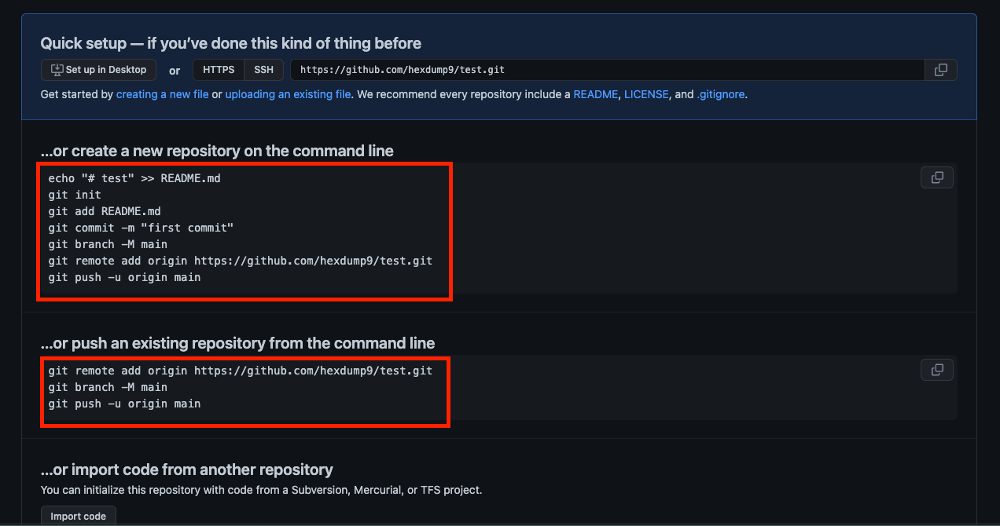 Quick setup — if you’ve done this kind of thing before
Set up in Desktop or HTTPS SSH https://github.com/hexdump9/test.git
Get started by creating a new file or uploading an existing file. We recommend every repository include a README, LICENSE, and .gitignore.
...or create a new repository on the command line
echo "# test" >> README.md
git init
git add README.md
git commit -m "first commit"
git branch -M main
git remote add origin https://github.com/hexdump9/test.git
git push -u origin main
...or push an existing repository from the command line
git remote add origin https://github.com/hexdump9/test.git
git branch -M main
git push -u origin main
...or import code from another repository
You can initialize this repository with code from a Subversion, Mercurial, or TFS project.
Import code